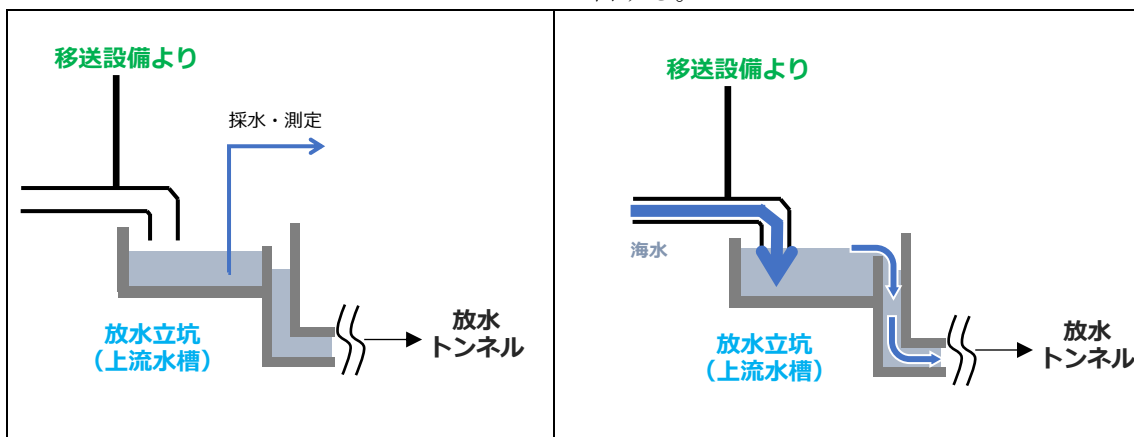 移送設備より
採水・測定
放水立坑
(上流水槽)
放水
トンネル
移送設備より
海水
放水立坑
(上流水槽)
放水
トンネル